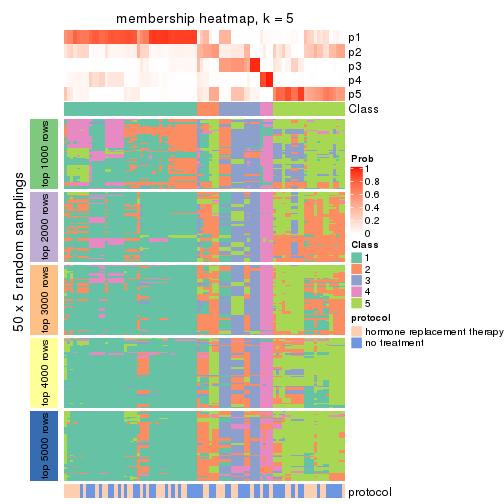 membership heatmap, k = 5
p1
p2
p3
p4
p5
Class
50 x 5 random samplings
top 1000 rows
top 2000 rows
top 3000 rows
top 4000 rows
top 5000 rows
protocol
Prob
1
0.8
0.6
0.4
0.2
0
Class
1
2
3
4
5
protocol
hormone replacement therapy
no treatment